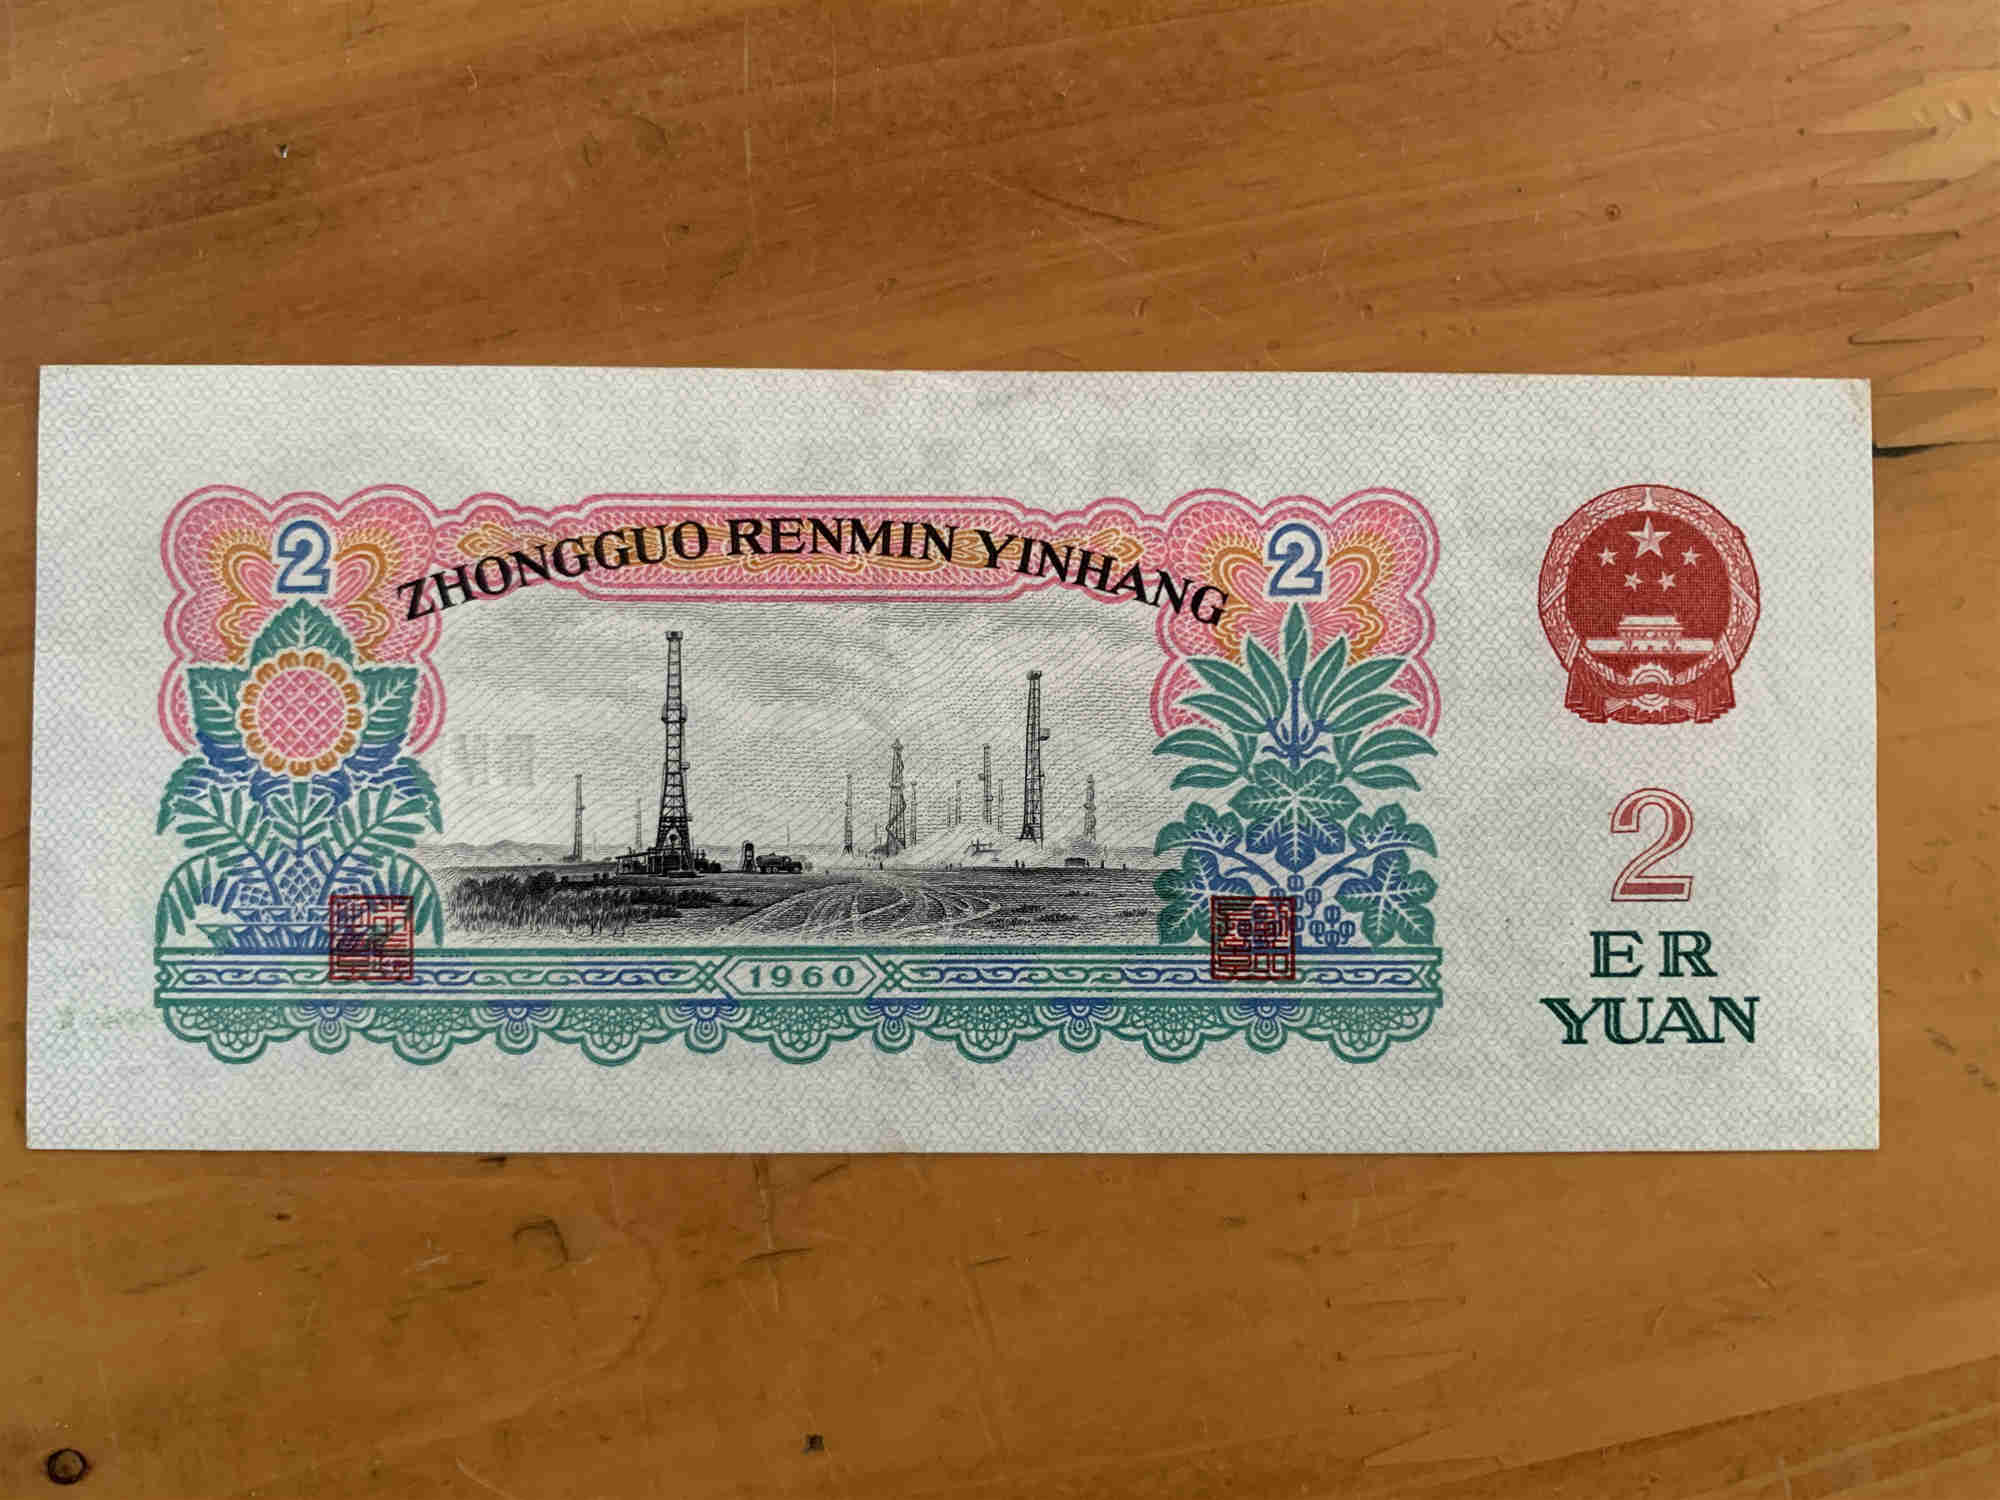 ZHONGGUO RENMIN YINHANG
2
2
1960
2
ER
YUAN